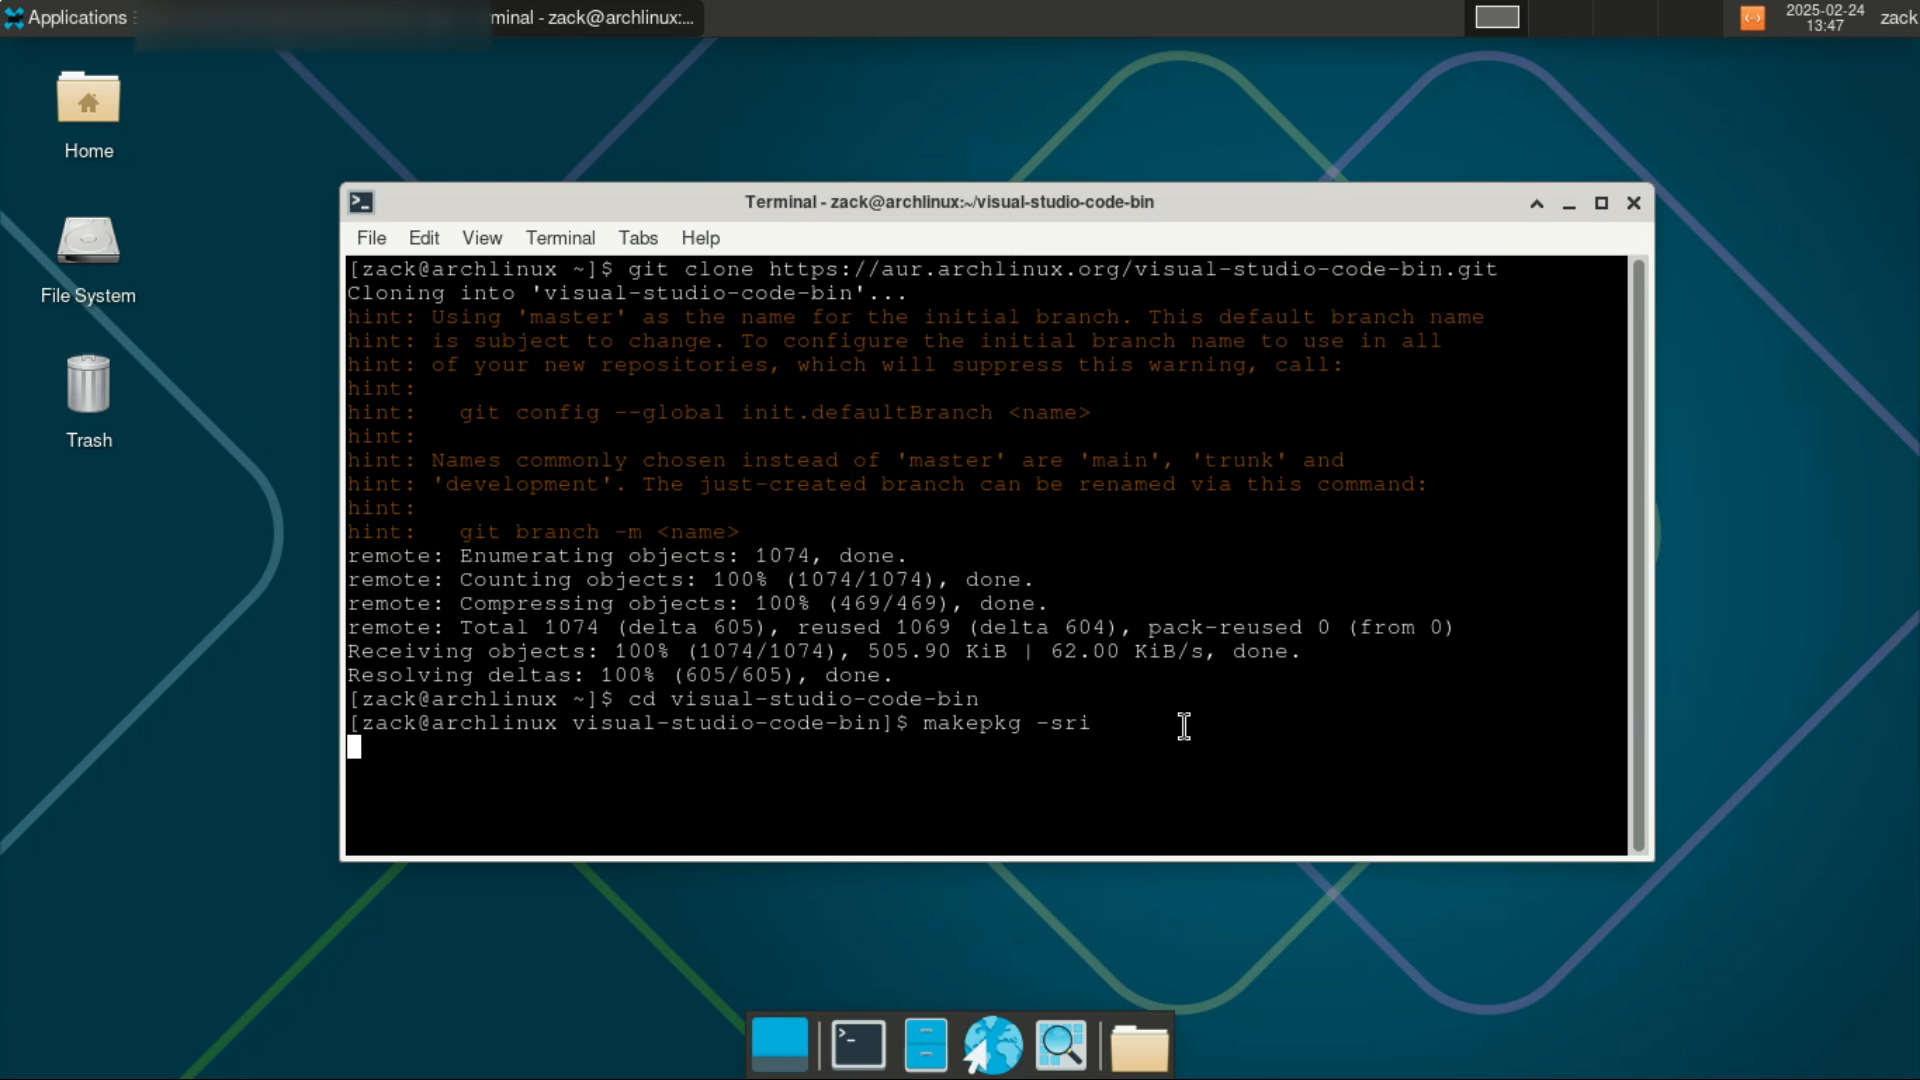 Applications
minal - zack@archlinux:...
2025-02-24
13:47
zack
Home
File System
Trash
Terminal - zack@archlinux:~/visual-studio-code-bin
File Edit View Terminal Tabs Help
[zack@archlinux ~]$ git clone https://aur.archlinux.org/visual-studio-code-bin.git
Cloning into 'visual-studio-code-bin'...
hint: Using 'master' as the name for the initial branch. This default branch name
hint: is subject to change. To configure the initial branch name to use in all
hint: of your new repositories, which will suppress this warning, call:
hint:
hint:   git config --global init.defaultBranch <name>
hint:
hint: Names commonly chosen instead of 'master' are 'main', 'trunk' and
hint: 'development'. The just-created branch can be renamed via this command:
hint:
hint:   git branch -m <name>
remote: Enumerating objects: 1074, done.
remote: Counting objects: 100% (1074/1074), done.
remote: Compressing objects: 100% (469/469), done.
remote: Total 1074 (delta 605), reused 1069 (delta 604), pack-reused 0 (from 0)
Receiving objects: 100% (1074/1074), 505.90 KiB | 62.00 KiB/s, done.
Resolving deltas: 100% (605/605), done.
[zack@archlinux ~]$ cd visual-studio-code-bin
[zack@archlinux visual-studio-code-bin]$ makepkg -sri